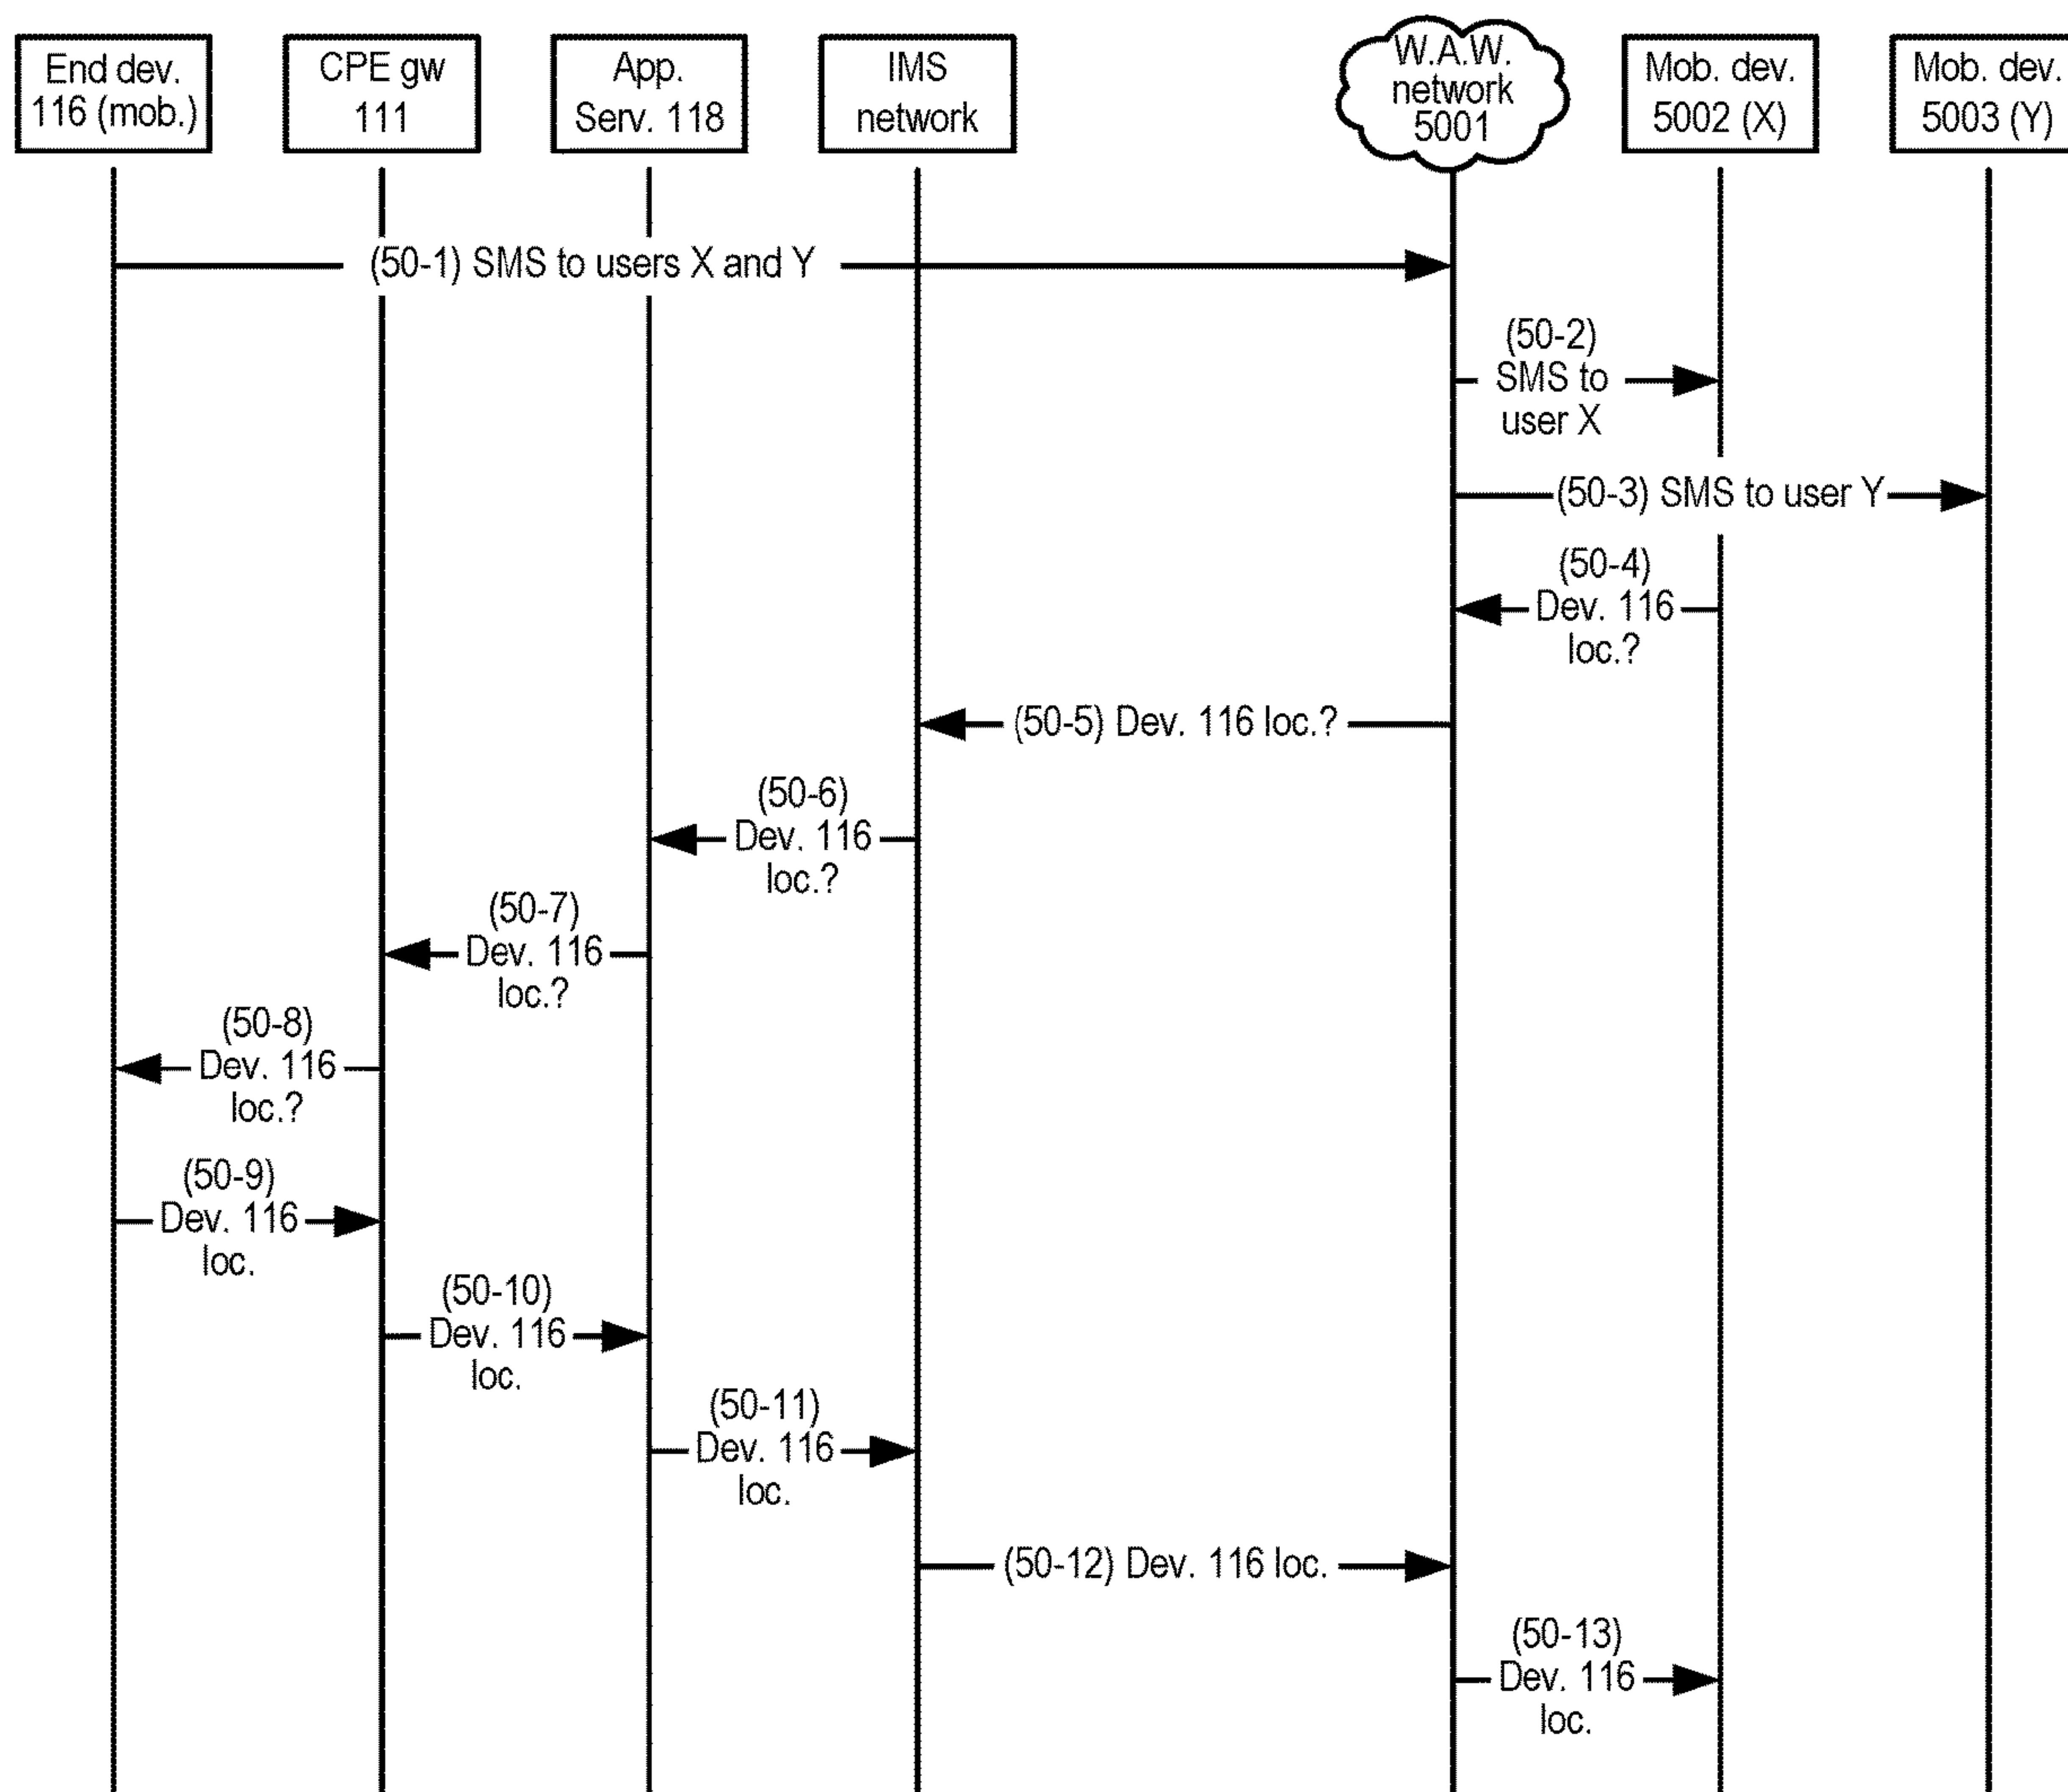 End dev.
116 (mob.)
CPE gw
111
App.
Serv. 118
IMS
network
W.A.W.
network
5001
Mob. dev.
5002 (X)
Mob. dev.
5003 (Y)
(50-1) SMS to users X and Y
(50-2)
SMS to
user X
(50-3) SMS to user Y
(50-4)
Dev. 116
loc.?
(50-5) Dev. 116 loc.?
(50-6)
Dev. 116
loc.?
(50-7)
Dev. 116
loc.?
(50-8)
Dev. 116
loc.?
(50-9)
Dev. 116
loc.
(50-10)
Dev. 116
loc.
(50-11)
Dev. 116
loc.
(50-12) Dev. 116 loc.
(50-13)
Dev. 116
loc.